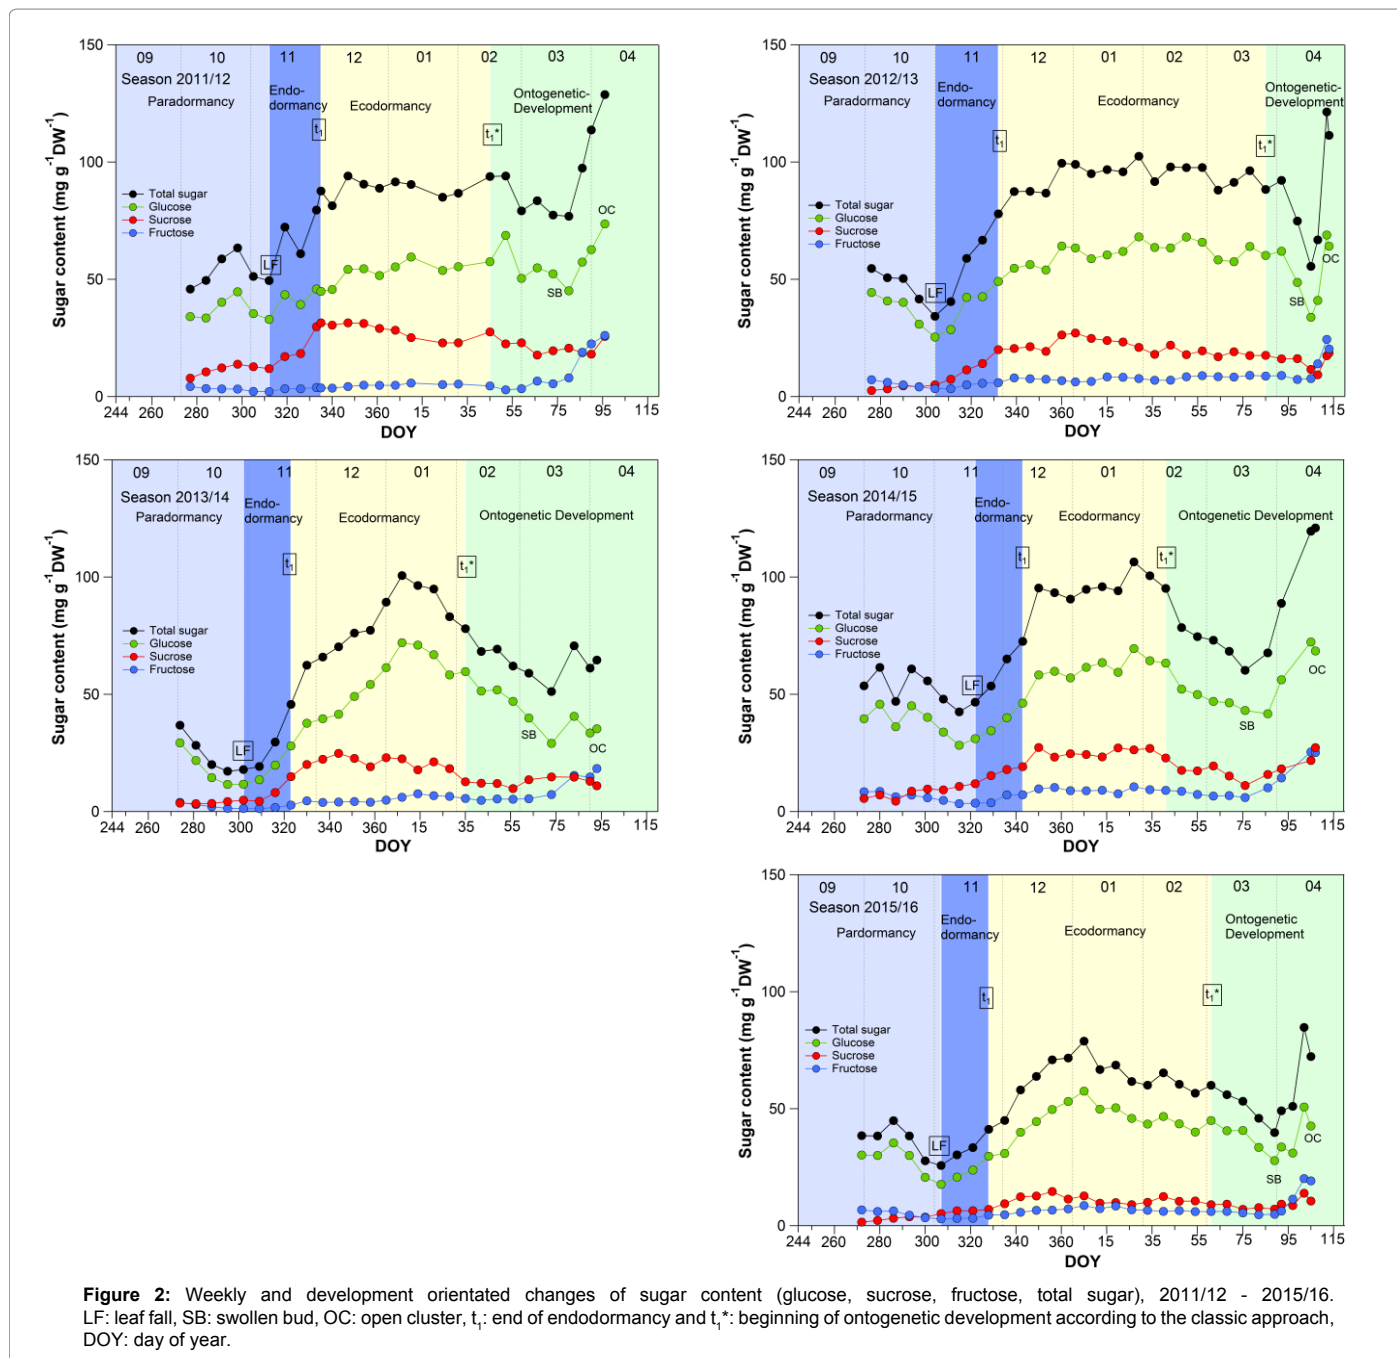 150
100
50
0
Sugar content (mg g⁻¹DW⁻¹)
09 10 11 12 01 02 03 04
Season 2011/12
Paradormancy
Endo-
dormancy
Ecodormancy
Ontogenetic-
Development
t₁
t₁*
Total sugar
Glucose
Sucrose
Fructose
LF
SB
OC
244 260 280 300 320 340 360 15 35 55 75 95 115
DOY
150
100
50
0
Sugar content (mg g⁻¹DW⁻¹)
09 10 11 12 01 02 03 04
Season 2012/13
Paradormancy
Endo-
dormancy
Ecodormancy
Ontogenetic-
Development
t₁
t₁*
Total sugar
Glucose
Sucrose
Fructose
LF
SB
OC
244 260 280 300 320 340 360 15 35 55 75 95 115
DOY
150
100
50
0
Sugar content (mg g⁻¹DW⁻¹)
09 10 11 12 01 02 03 04
Season 2013/14
Paradormancy
Endo-
dormancy
Ecodormancy
Ontogenetic Development
t₁
t₁*
Total sugar
Glucose
Sucrose
Fructose
LF
SB
OC
244 260 280 300 320 340 360 15 35 55 75 95 115
DOY
150
100
50
0
Sugar content (mg g⁻¹DW⁻¹)
09 10 11 12 01 02 03 04
Season 2014/15
Paradormancy
Endo-
dormancy
Ecodormancy
Ontogenetic Development
t₁
t₁*
Total sugar
Glucose
Sucrose
Fructose
LF
SB
OC
244 260 280 300 320 340 360 15 35 55 75 95 115
DOY
150
100
50
0
Sugar content (mg g⁻¹DW⁻¹)
09 10 11 12 01 02 03 04
Season 2015/16
Pardormancy
Endo-
dormancy
Ecodormancy
Ontogenetic
Development
t₁
t₁*
Total sugar
Glucose
Sucrose
Fructose
LF
SB
OC
244 260 280 300 320 340 360 15 35 55 75 95 115
DOY
Figure 2: Weekly and development orientated changes of sugar content (glucose, sucrose, fructose, total sugar), 2011/12 - 2015/16.
LF: leaf fall, SB: swollen bud, OC: open cluster, t₁: end of endodormancy and t₁*: beginning of ontogenetic development according to the classic approach,
DOY: day of year.